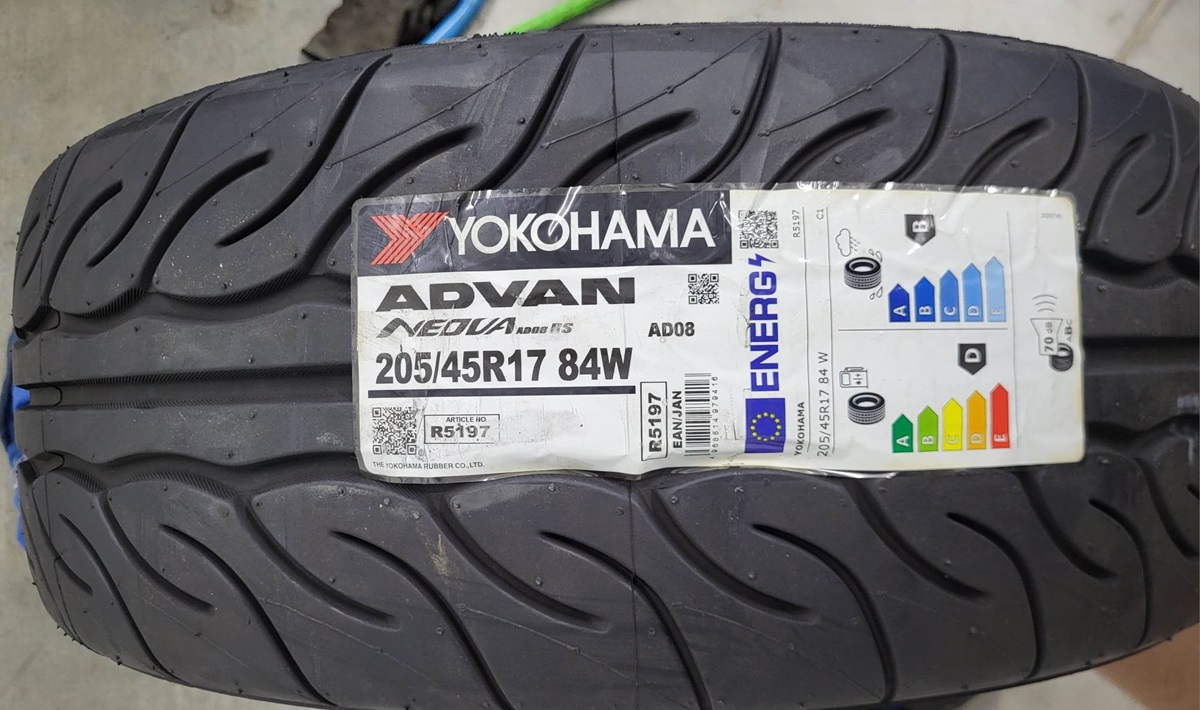 YOKOHAMA
ADVAN
NEOVA AD08 RS
AD08
205/45R17 84W
ARTICLE NO
R5197
THE YOKOHAMA RUBBER CO.,LTD.
R5197
EAN/JAN
ENERG
R5197
C1
YOKOHAMA
205/45R17 84 W
B
A
B
C
D
E
D
A
B
C
D
E
70 dB
ABC